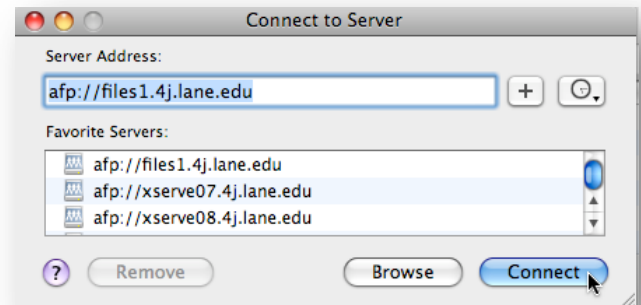 Connect to Server
Server Address:
afp://files1.4j.lane.edu
+
Favorite Servers:
afp://files1.4j.lane.edu
afp://xserve07.4j.lane.edu
afp://xserve08.4j.lane.edu
? Remove Browse Connect